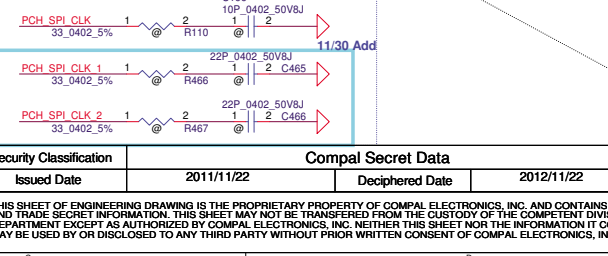 10P_0402_50V8J
PCH_SPI_CLK 1 2 1 2
33_0402_5% @ R110 @
11/30 Add
22P_0402_50V8J
PCH_SPI_CLK_1 1 2 1 2 C465
33_0402_5% @ R466 @
22P_0402_50V8J
PCH_SPI_CLK_2 1 2 1 2 C466
33_0402_5% @ R467 @
ecurity Classification Compal Secret Data
Issued Date 2011/11/22 Deciphered Date 2012/11/22
HIS SHEET OF ENGINEERING DRAWING IS THE PROPRIETARY PROPERTY OF COMPAL ELECTRONICS, INC. AND CONTAINS
ND TRADE SECRET INFORMATION. THIS SHEET MAY NOT BE TRANSFERED FROM THE CUSTODY OF THE COMPETENT DIVI
EPARTMENT EXCEPT AS AUTHORIZED BY COMPAL ELECTRONICS, INC. NEITHER THIS SHEET NOR THE INFORMATION IT C
AY BE USED BY OR DISCLOSED TO ANY THIRD PARTY WITHOUT PRIOR WRITTEN CONSENT OF COMPAL ELECTRONICS, IN